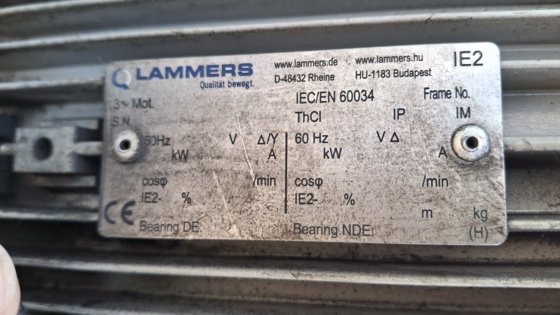 LAMMERS www.lammers.de www.lammers.hu IE2
Qualität bewegt. D-48432 Rheine HU-1183 Budapest
3~ Mot. IEC/EN 60034 Frame No.
S.N. ThCl IP IM
50Hz V Δ/Y 60 Hz V Δ
kW A kW A
cosφ /min cosφ /min
IE2- % IE2- %
CE m kg
Bearing DE: Bearing NDE: (H)